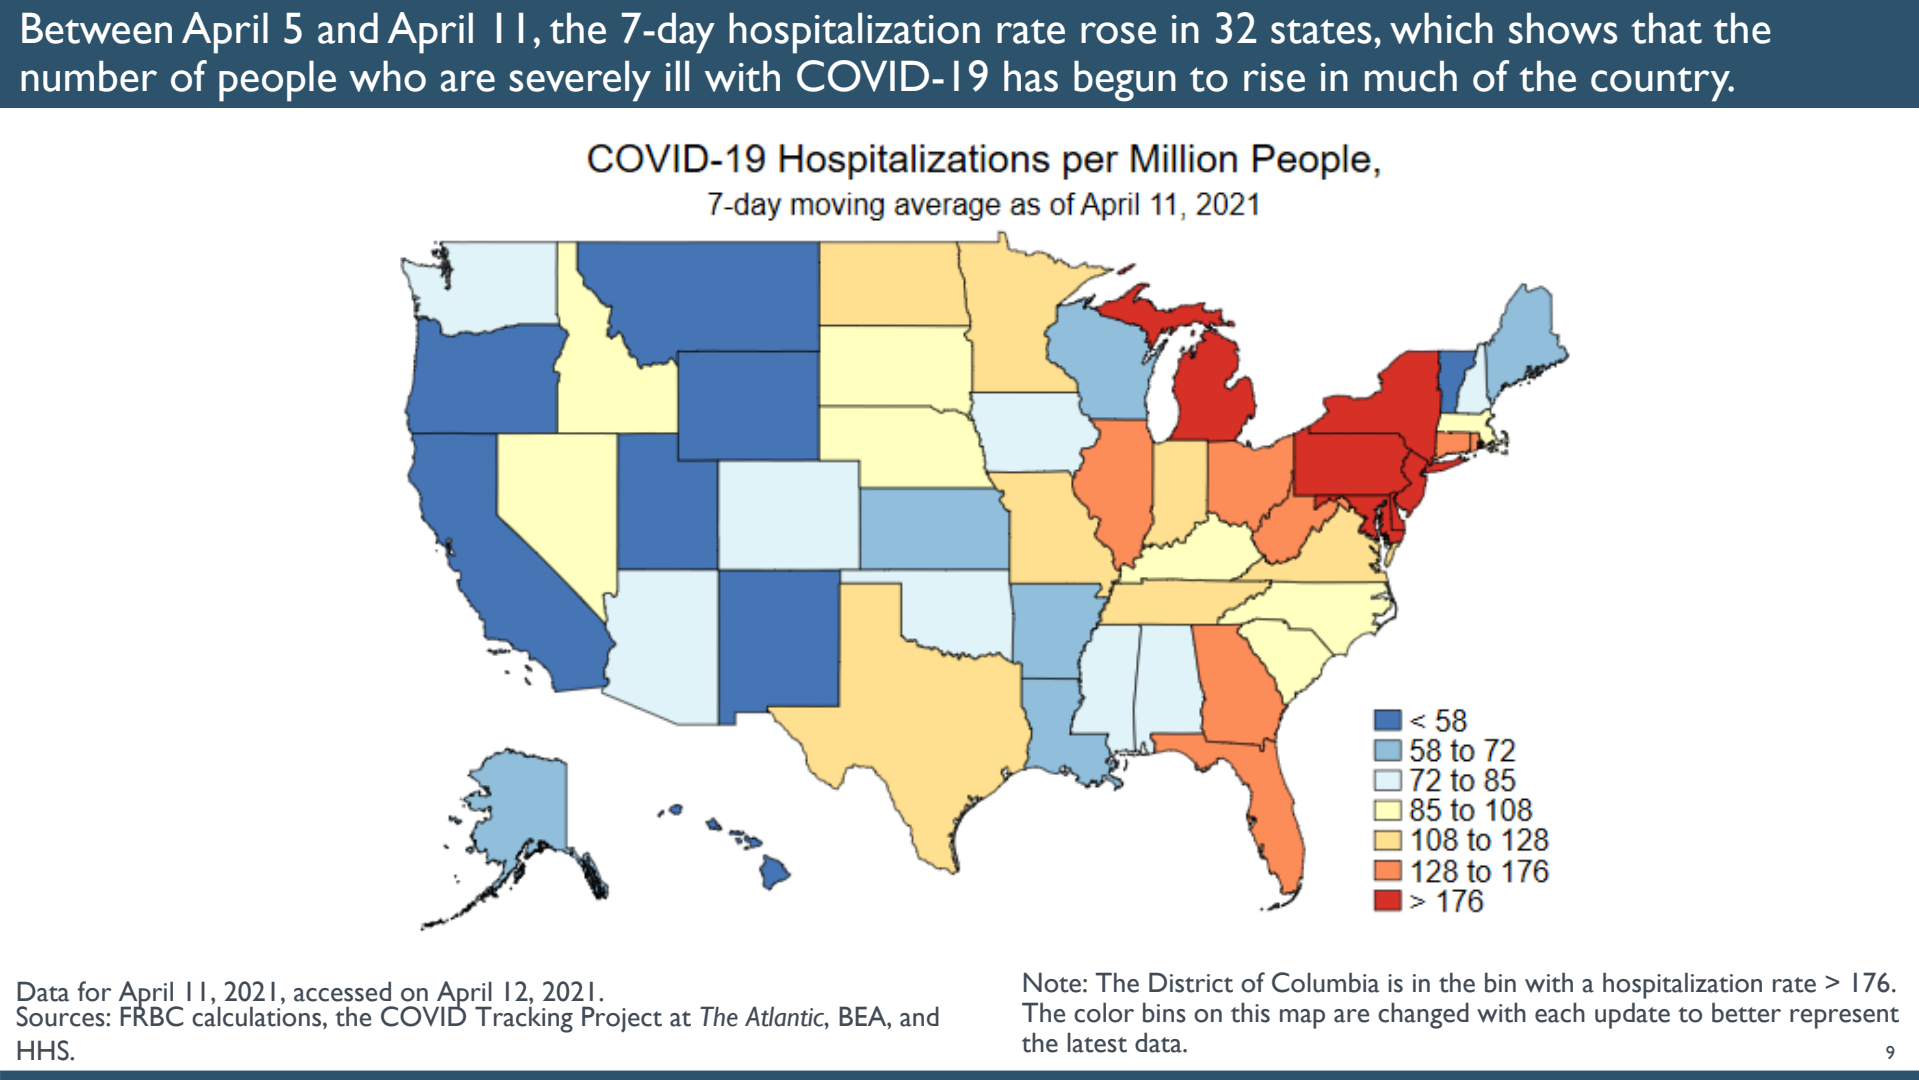 Between April 5 and April 11, the 7-day hospitalization rate rose in 32 states, which shows that the
number of people who are severely ill with COVID-19 has begun to rise in much of the country.
COVID-19 Hospitalizations per Million People,
7-day moving average as of April 11, 2021
< 58
58 to 72
72 to 85
85 to 108
108 to 128
128 to 176
> 176
Data for April 11, 2021, accessed on April 12, 2021.
Sources: FRBC calculations, the COVID Tracking Project at The Atlantic, BEA, and
HHS.
Note: The District of Columbia is in the bin with a hospitalization rate > 176.
The color bins on this map are changed with each update to better represent
the latest data.
9